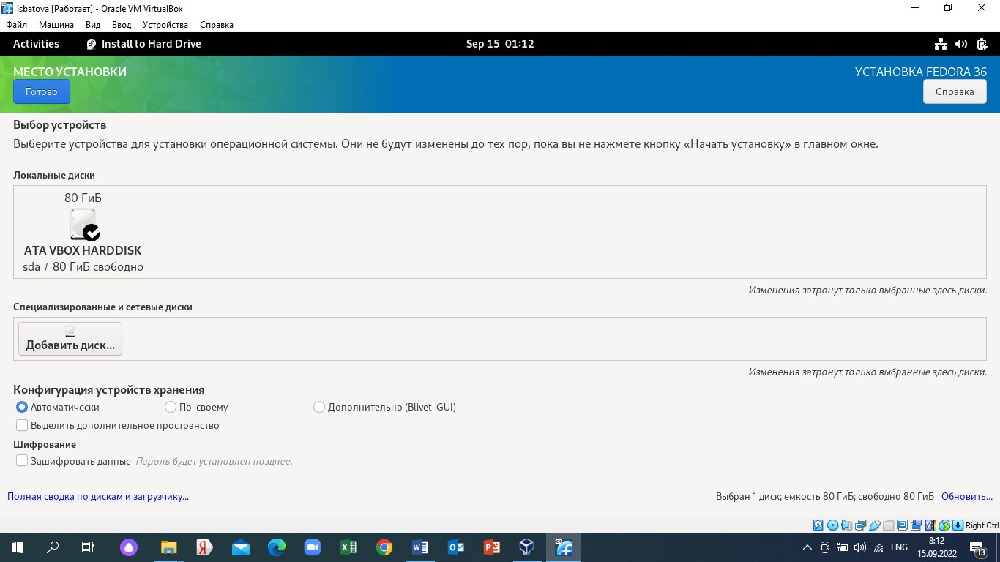 isbatova [Работает] - Oracle VM VirtualBox
Файл Машина Вид Ввод Устройства Справка
Activities Install to Hard Drive Sep 15 01:12
МЕСТО УСТАНОВКИ УСТАНОВКА FEDORA 36
Готово Справка
Выбор устройств
Выберите устройства для установки операционной системы. Они не будут изменены до тех пор, пока вы не нажмете кнопку «Начать установку» в главном окне.
Локальные диски
80 ГиБ
ATA VBOX HARDDISK
sda / 80 ГиБ свободно
Изменения затронут только выбранные здесь диски.
Специализированные и сетевые диски
Добавить диск...
Изменения затронут только выбранные здесь диски.
Конфигурация устройств хранения
Автоматически По-своему Дополнительно (Blivet-GUI)
Выделить дополнительное пространство
Шифрование
Зашифровать данные Пароль будет установлен позднее.
Полная сводка по дискам и загрузчику... Выбран 1 диск; емкость 80 ГиБ; свободно 80 ГиБ Обновить...
Right Ctrl
ENG 8:12
15.09.2022 13